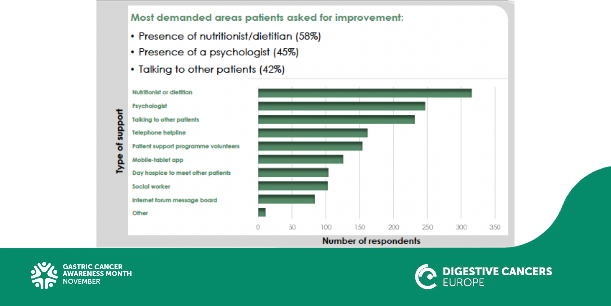 Most demanded areas patients asked for improvement:
• Presence of nutritionist/dietitian (58%)
• Presence of a psychologist (45%)
• Talking to other patients (42%)
Type of support
Nutritionist or dietition
Psychologist
Talking to other patients
Telephone helpline
Patient support programme volunteers
Mobile-tablet app
Day hospice to meet other patients
Social worker
Internet forum message board
Other
0 50 100 150 200 250 300 350
Number of respondents
GASTRIC CANCER
AWARENESS MONTH
NOVEMBER
DIGESTIVE CANCERS
EUROPE